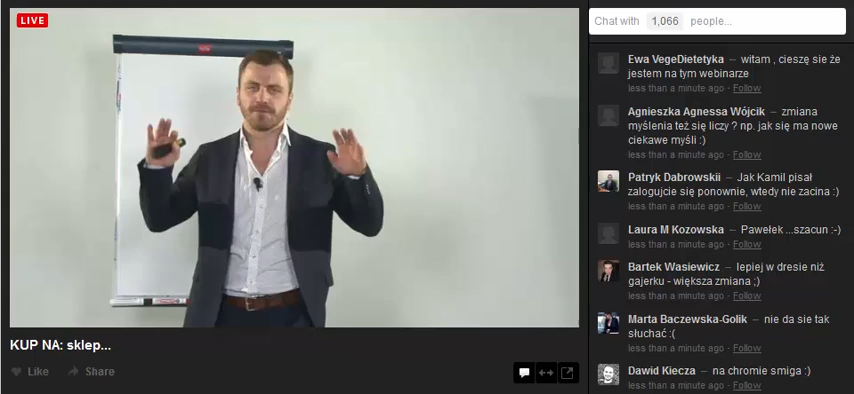 LIVE
KUP NA: sklep...
Like
Share
Chat with 1,066 people...
Ewa VegeDietetyka – witam , cieszę sie że
jestem na tym webinarze
less than a minute ago - Follow
Agnieszka Agnessa Wójcik – zmiana
myślenia też się liczy ? np. jak się ma nowe
ciekawe myśli :)
less than a minute ago - Follow
Patryk Dabrowskii – Jak Kamil pisał
zalogujcie się ponownie, wtedy nie zacina :)
less than a minute ago - Follow
Laura M Kozowska – Pawełek ...szacun :-)
less than a minute ago - Follow
Bartek Wasiewicz – lepiej w dresie niż
gajerku - większa zmiana ;)
less than a minute ago - Follow
Marta Baczewska-Golik – nie da sie tak
słuchać :(
less than a minute ago - Follow
Dawid Kiecza – na chromie smiga :)
less than a minute ago - Follow